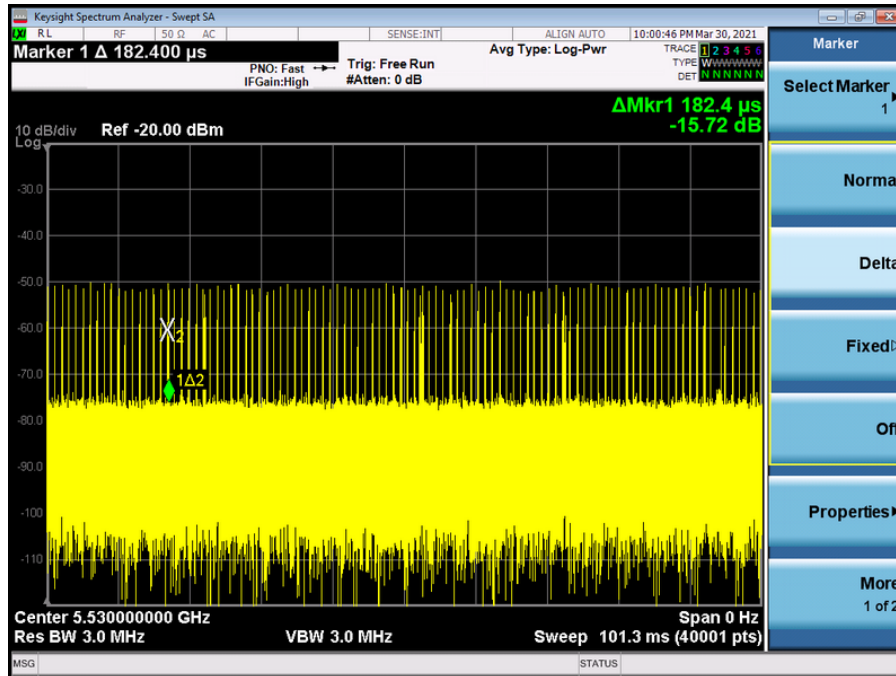 Keysight Spectrum Analyzer - Swept SA
LXI RL RF 50 Ω AC SENSE:INT ALIGN AUTO 10:00:46 PM Mar 30, 2021
Marker 1 Δ 182.400 μs
PNO: Fast
IFGain:High
Trig: Free Run
#Atten: 0 dB
Avg Type: Log-Pwr
TRACE 1 2 3 4 5 6
TYPE W
DET N N N N N N
ΔMkr1 182.4 μs
-15.72 dB
10 dB/div Ref -20.00 dBm
Log
-30.0
-40.0
-50.0
-60.0
X2
-70.0
1Δ2
-80.0
-90.0
-100
-110
Center 5.530000000 GHz Span 0 Hz
Res BW 3.0 MHz VBW 3.0 MHz Sweep 101.3 ms (40001 pts)
MSG STATUS
Marker
Select Marker
1
Norma
Delta
Fixed
Off
Properties
More
1 of 2